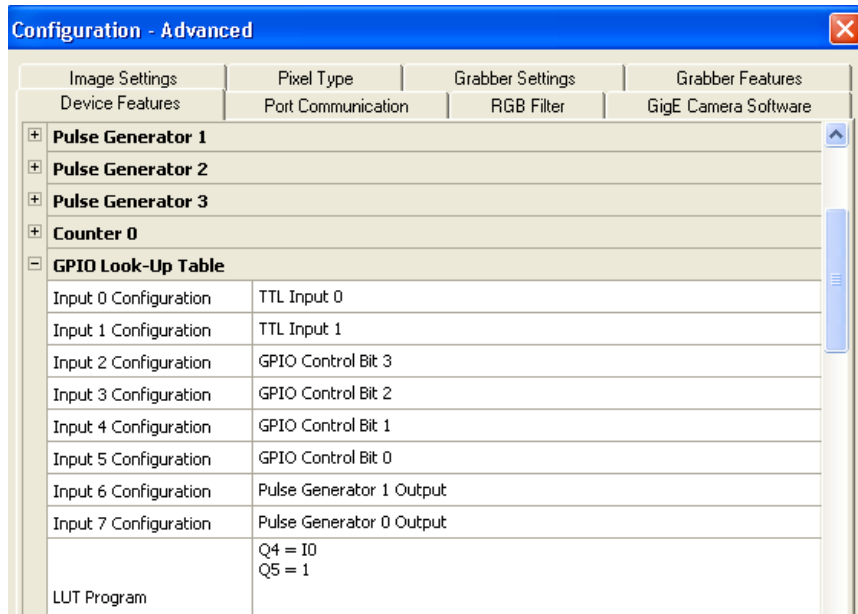 Configuration - Advanced
Image Settings Pixel Type Grabber Settings Grabber Features
Device Features Port Communication RGB Filter GigE Camera Software
Pulse Generator 1
Pulse Generator 2
Pulse Generator 3
Counter 0
GPIO Look-Up Table
Input 0 Configuration TTL Input 0
Input 1 Configuration TTL Input 1
Input 2 Configuration GPIO Control Bit 3
Input 3 Configuration GPIO Control Bit 2
Input 4 Configuration GPIO Control Bit 1
Input 5 Configuration GPIO Control Bit 0
Input 6 Configuration Pulse Generator 1 Output
Input 7 Configuration Pulse Generator 0 Output
Q4 = I0
Q5 = 1
LUT Program